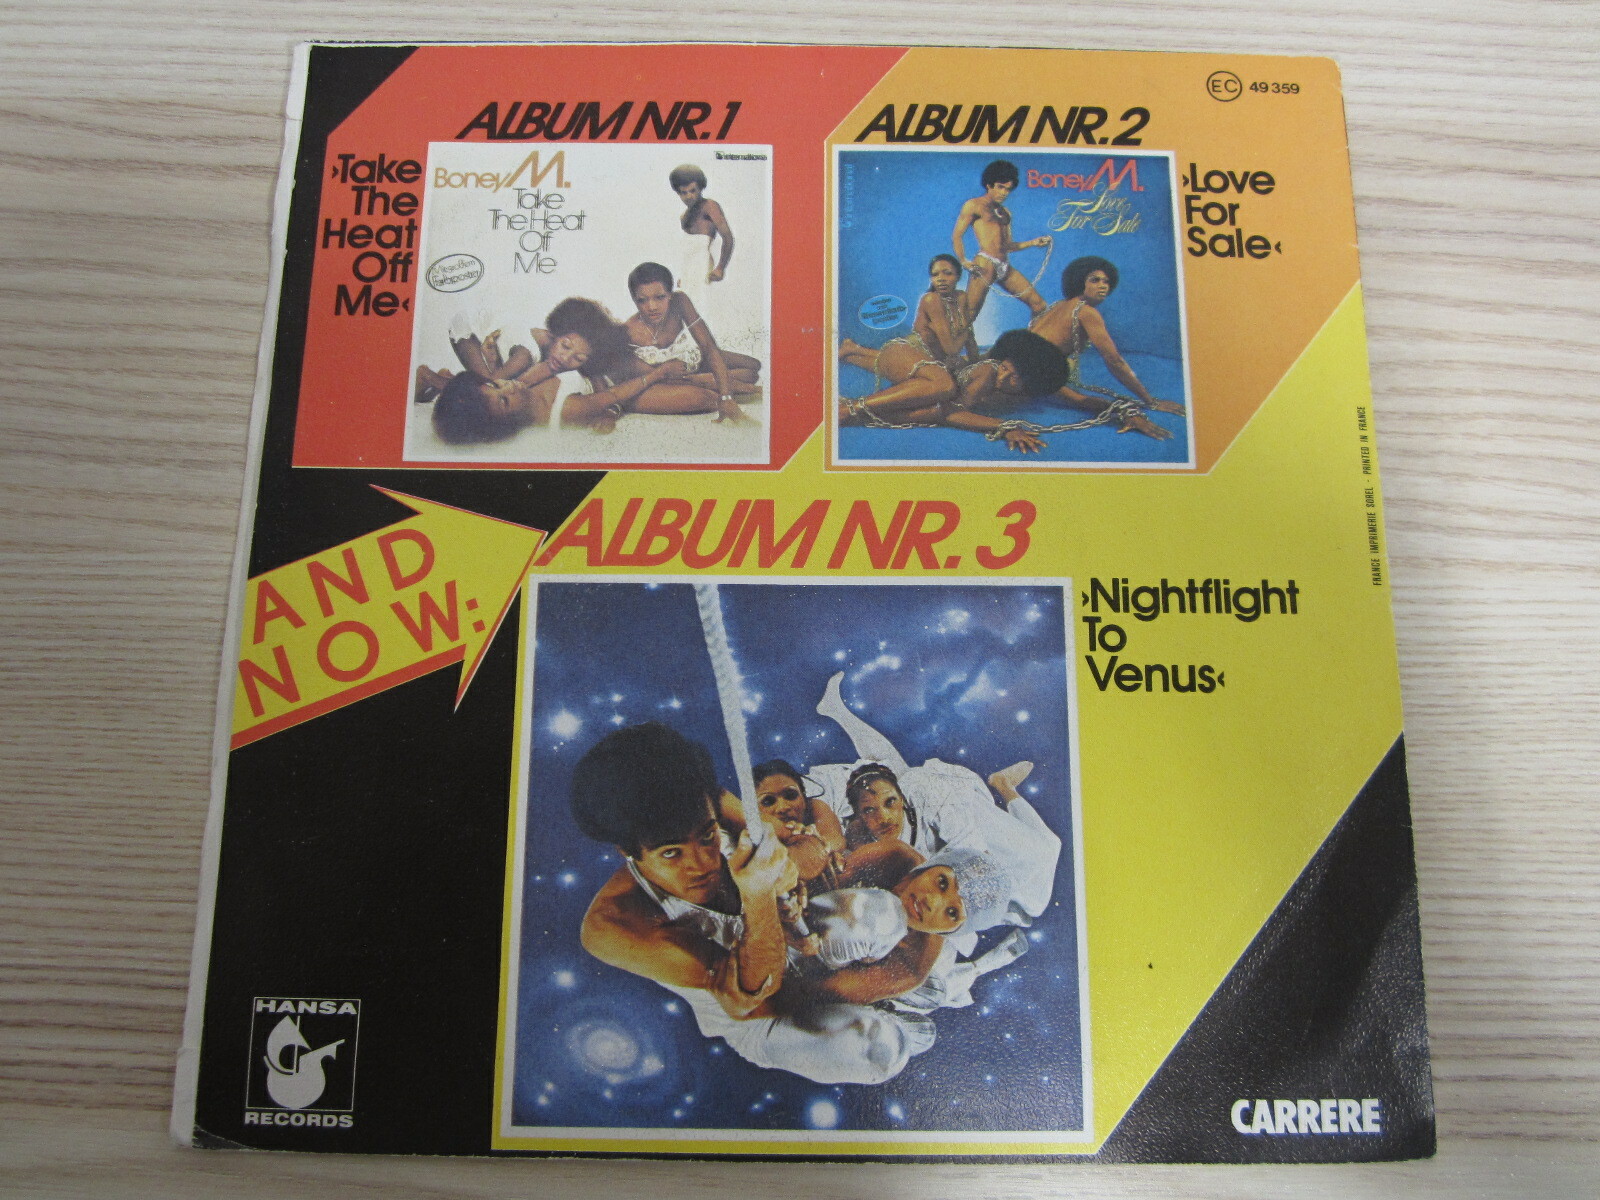 EC 49 359
ALBUM NR.1
›Take
The
Heat
Off
Me‹
Boney M.
Take
The Heat
Off
Me
ALBUM NR.2
Boney M.
Love
For Sale
›Love
For
Sale‹
AND
NOW:
ALBUM NR. 3
›Nightflight
To
Venus‹
FRANCE IMPRIMERIE SOREL - PRINTED IN FRANCE
HANSA
RECORDS
CARRERE